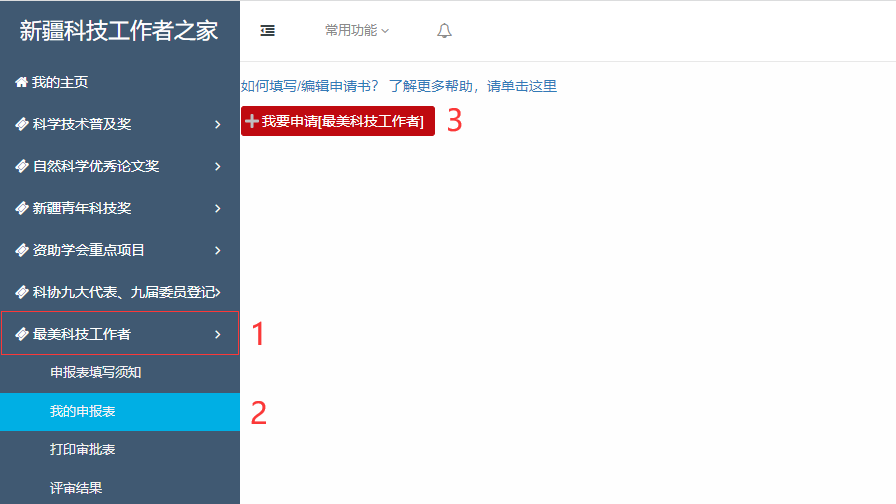 新疆科技工作者之家
常用功能
我的主页
如何填写/编辑申请书？ 了解更多帮助，请单击这里
我要申请[最美科技工作者]
3
科学技术普及奖
自然科学优秀论文奖
新疆青年科技奖
资助学会重点项目
科协九大代表、九届委员登记
最美科技工作者
1
申报表填写须知
我的申报表
2
打印审批表
评审结果